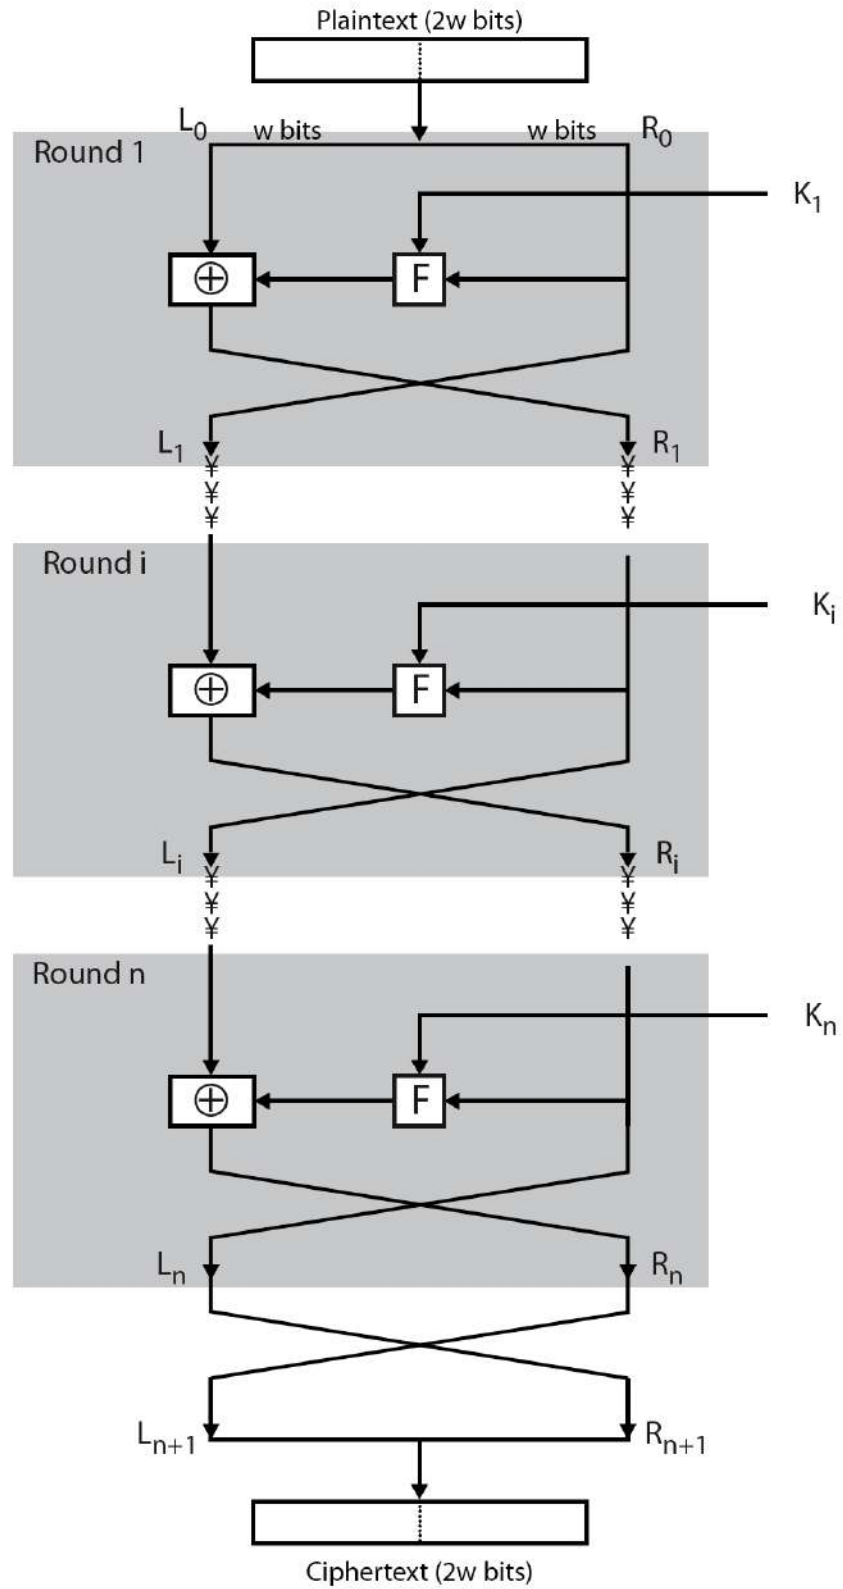 Plaintext (2w bits)
L0 w bits w bits R0
Round 1
K1
⊕ F
L1 R1
¥ ¥
¥ ¥
¥ ¥
Round i
Ki
⊕ F
Li Ri
¥ ¥
¥ ¥
¥ ¥
Round n
Kn
⊕ F
Ln Rn
Ln+1 Rn+1
Ciphertext (2w bits)